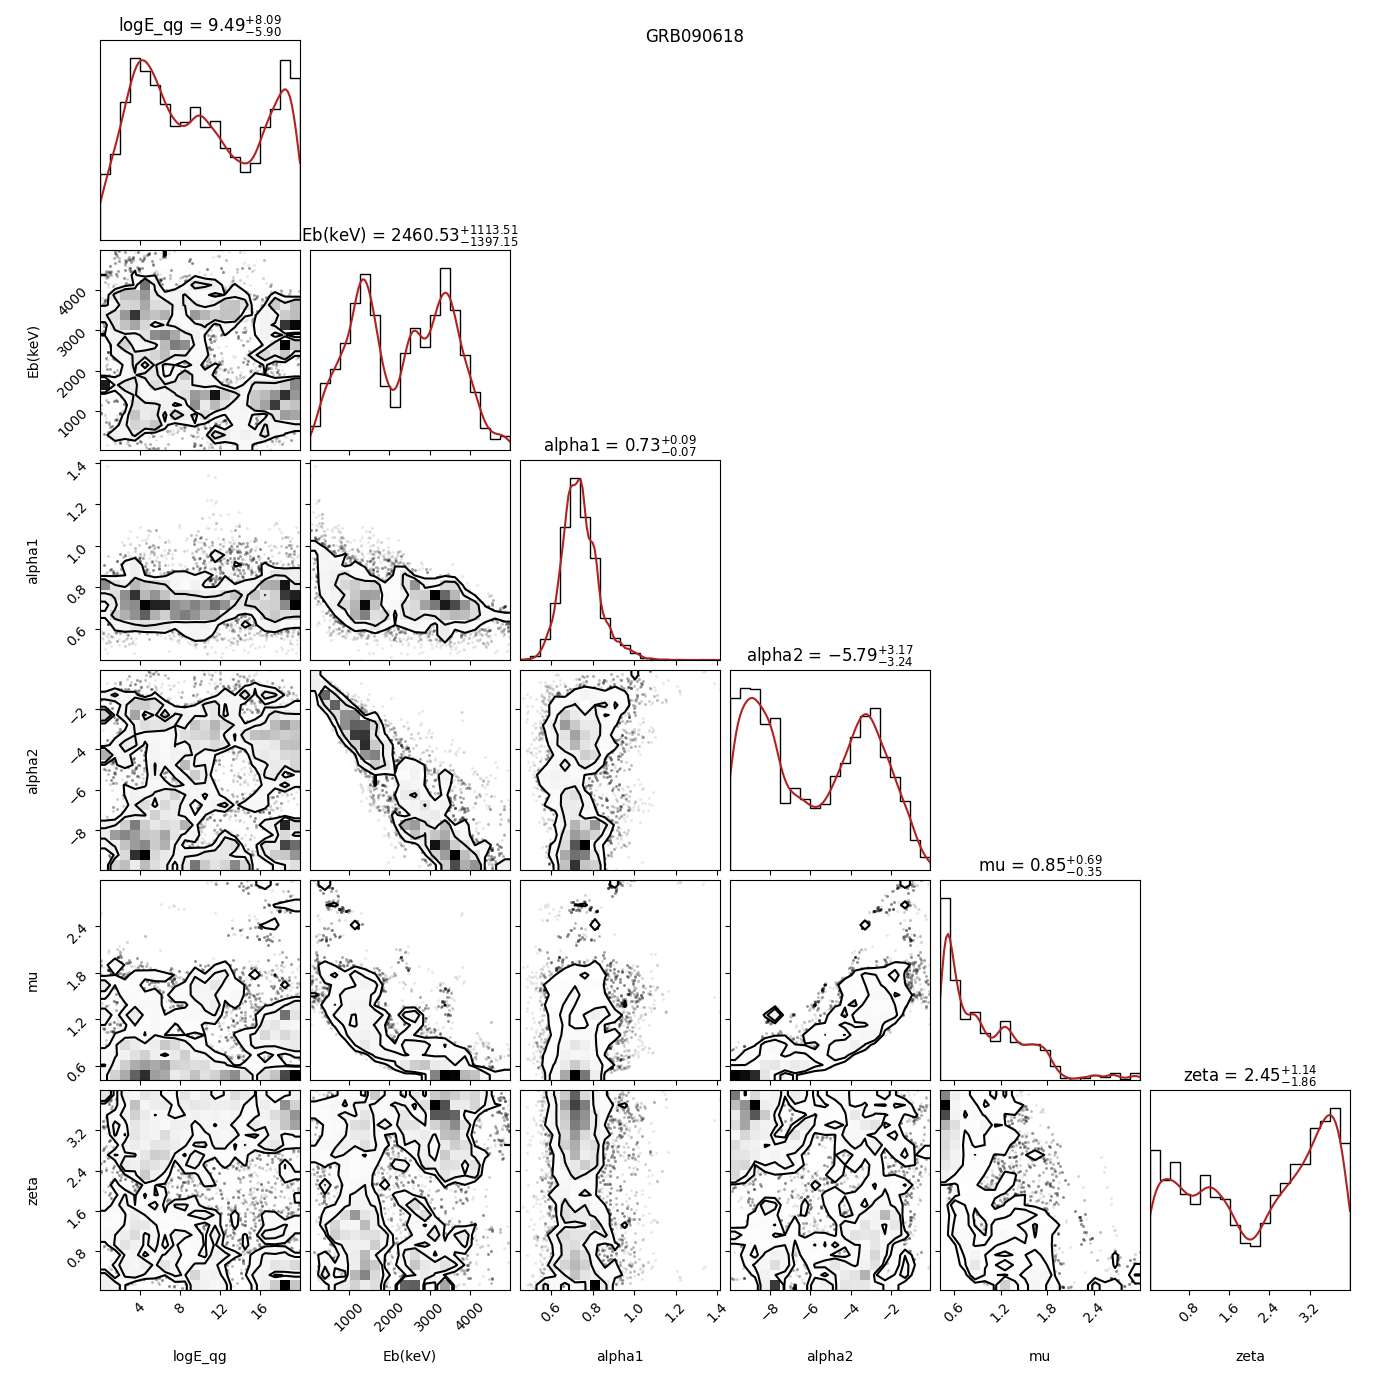 GRB090618
logE_qg = 9.49 +8.09 −5.90
Eb(keV) = 2460.53 +1113.51 −1397.15
Eb(keV)
4000
3000
2000
1000
alpha1 = 0.73 +0.09 −0.07
alpha1
1.4
1.2
1.0
0.8
0.6
alpha2 = −5.79 +3.17 −3.24
alpha2
−2
−4
−6
−8
mu = 0.85 +0.69 −0.35
mu
2.4
1.8
1.2
0.6
zeta = 2.45 +1.14 −1.86
zeta
3.2
2.4
1.6
0.8
4 8 12 16
1000 2000 3000 4000
0.6 0.8 1.0 1.2 1.4
−8 −6 −4 −2
0.6 1.2 1.8 2.4
0.8 1.6 2.4 3.2
logE_qg Eb(keV) alpha1 alpha2 mu zeta